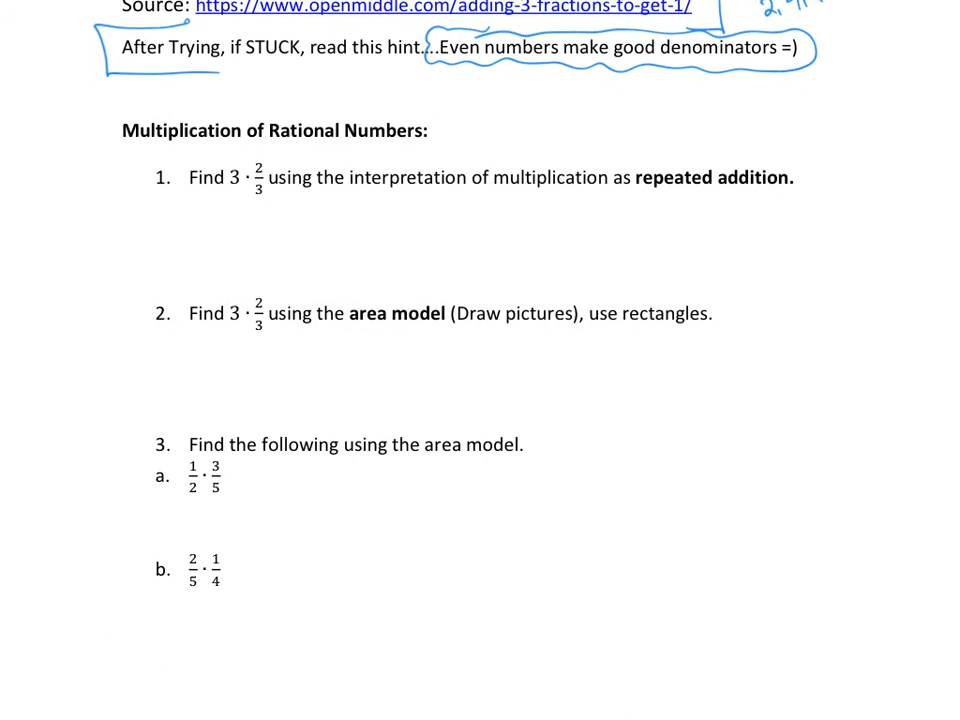 Source: https://www.openmiddle.com/adding-3-fractions-to-get-1/
After Trying, if STUCK, read this hint....Even numbers make good denominators =)
Multiplication of Rational Numbers:
1. Find 3 · 2/3 using the interpretation of multiplication as repeated addition.
2. Find 3 · 2/3 using the area model (Draw pictures), use rectangles.
3. Find the following using the area model.
a. 1/2 · 3/5
b. 2/5 · 1/4